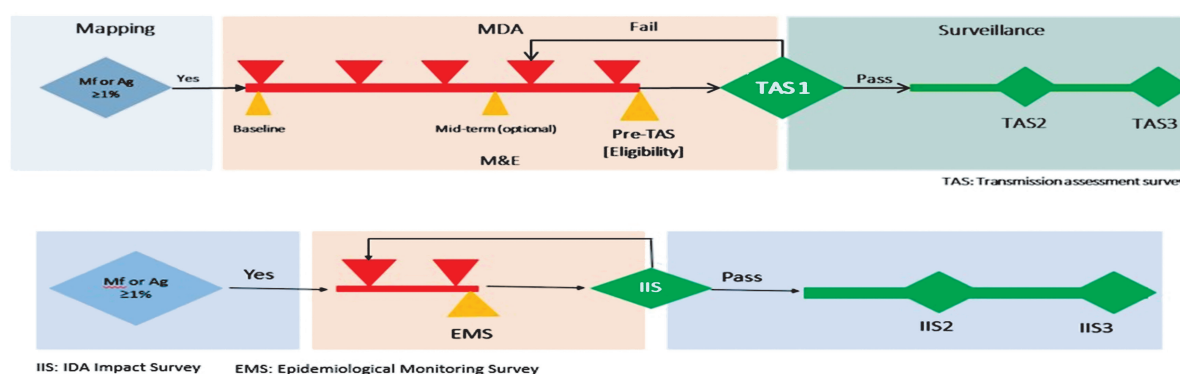 Mapping
MDA
Fail
Surveillance
Mf or Ag
≥1%
Yes
TAS 1
Pass
Baseline
Mid-term (optional)
Pre-TAS
[Eligibility]
M&E
TAS2
TAS3
TAS: Transmission assessment surve
Mf or Ag
≥1%
Yes
EMS
IIS
Pass
IIS2
IIS3
IIS: IDA Impact Survey
EMS: Epidemiological Monitoring Survey